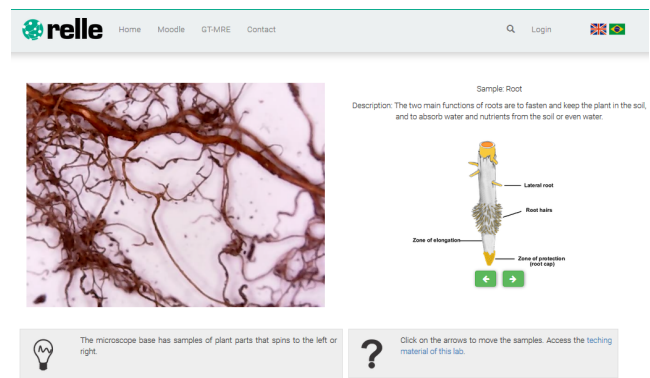 relle
Home Moodle GT-MRE Contact Login
Sample: Root
Description: The two main functions of roots are to fasten and keep the plant in the soil,
and to absorb water and nutrients from the soil or even water.
Lateral root
Root hairs
Zone of elongation
Zone of protection
(root cap)
The microscope base has samples of plant parts that spins to the left or
right.
Click on the arrows to move the samples. Access the teching
material of this lab.